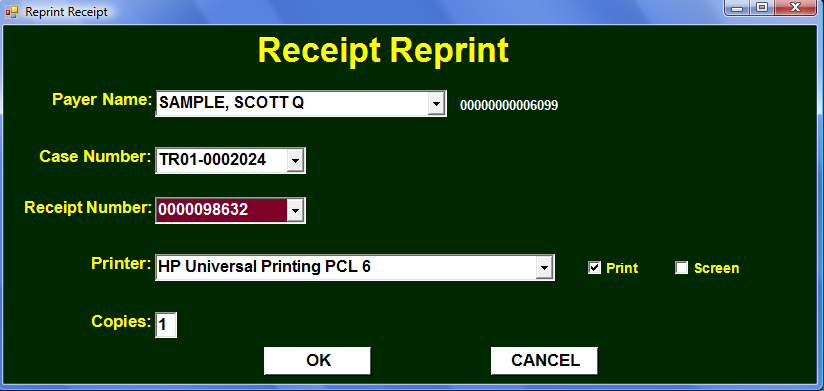 Reprint Receipt
Receipt Reprint
Payer Name: SAMPLE, SCOTT Q 00000000006099
Case Number: TR01-0002024
Receipt Number: 0000098632
Printer: HP Universal Printing PCL 6 Print Screen
Copies: 1
OK CANCEL